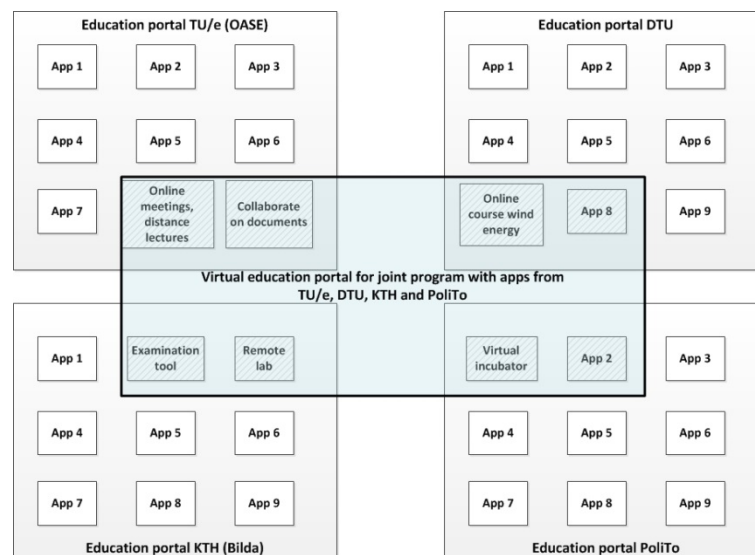 Education portal TU/e (OASE)
App 1
App 2
App 3
App 4
App 5
App 6
App 7
Online
meetings,
distance
lectures
Collaborate
on documents
Education portal DTU
App 1
App 2
App 3
App 4
App 5
App 6
Online
course wind
energy
App 8
App 9
Virtual education portal for joint program with apps from
TU/e, DTU, KTH and PoliTo
App 1
Examination
tool
Remote
lab
App 4
App 5
App 6
App 7
App 8
App 9
Education portal KTH (Bilda)
Virtual
incubator
App 2
App 3
App 4
App 5
App 6
App 7
App 8
App 9
Education portal PoliTo